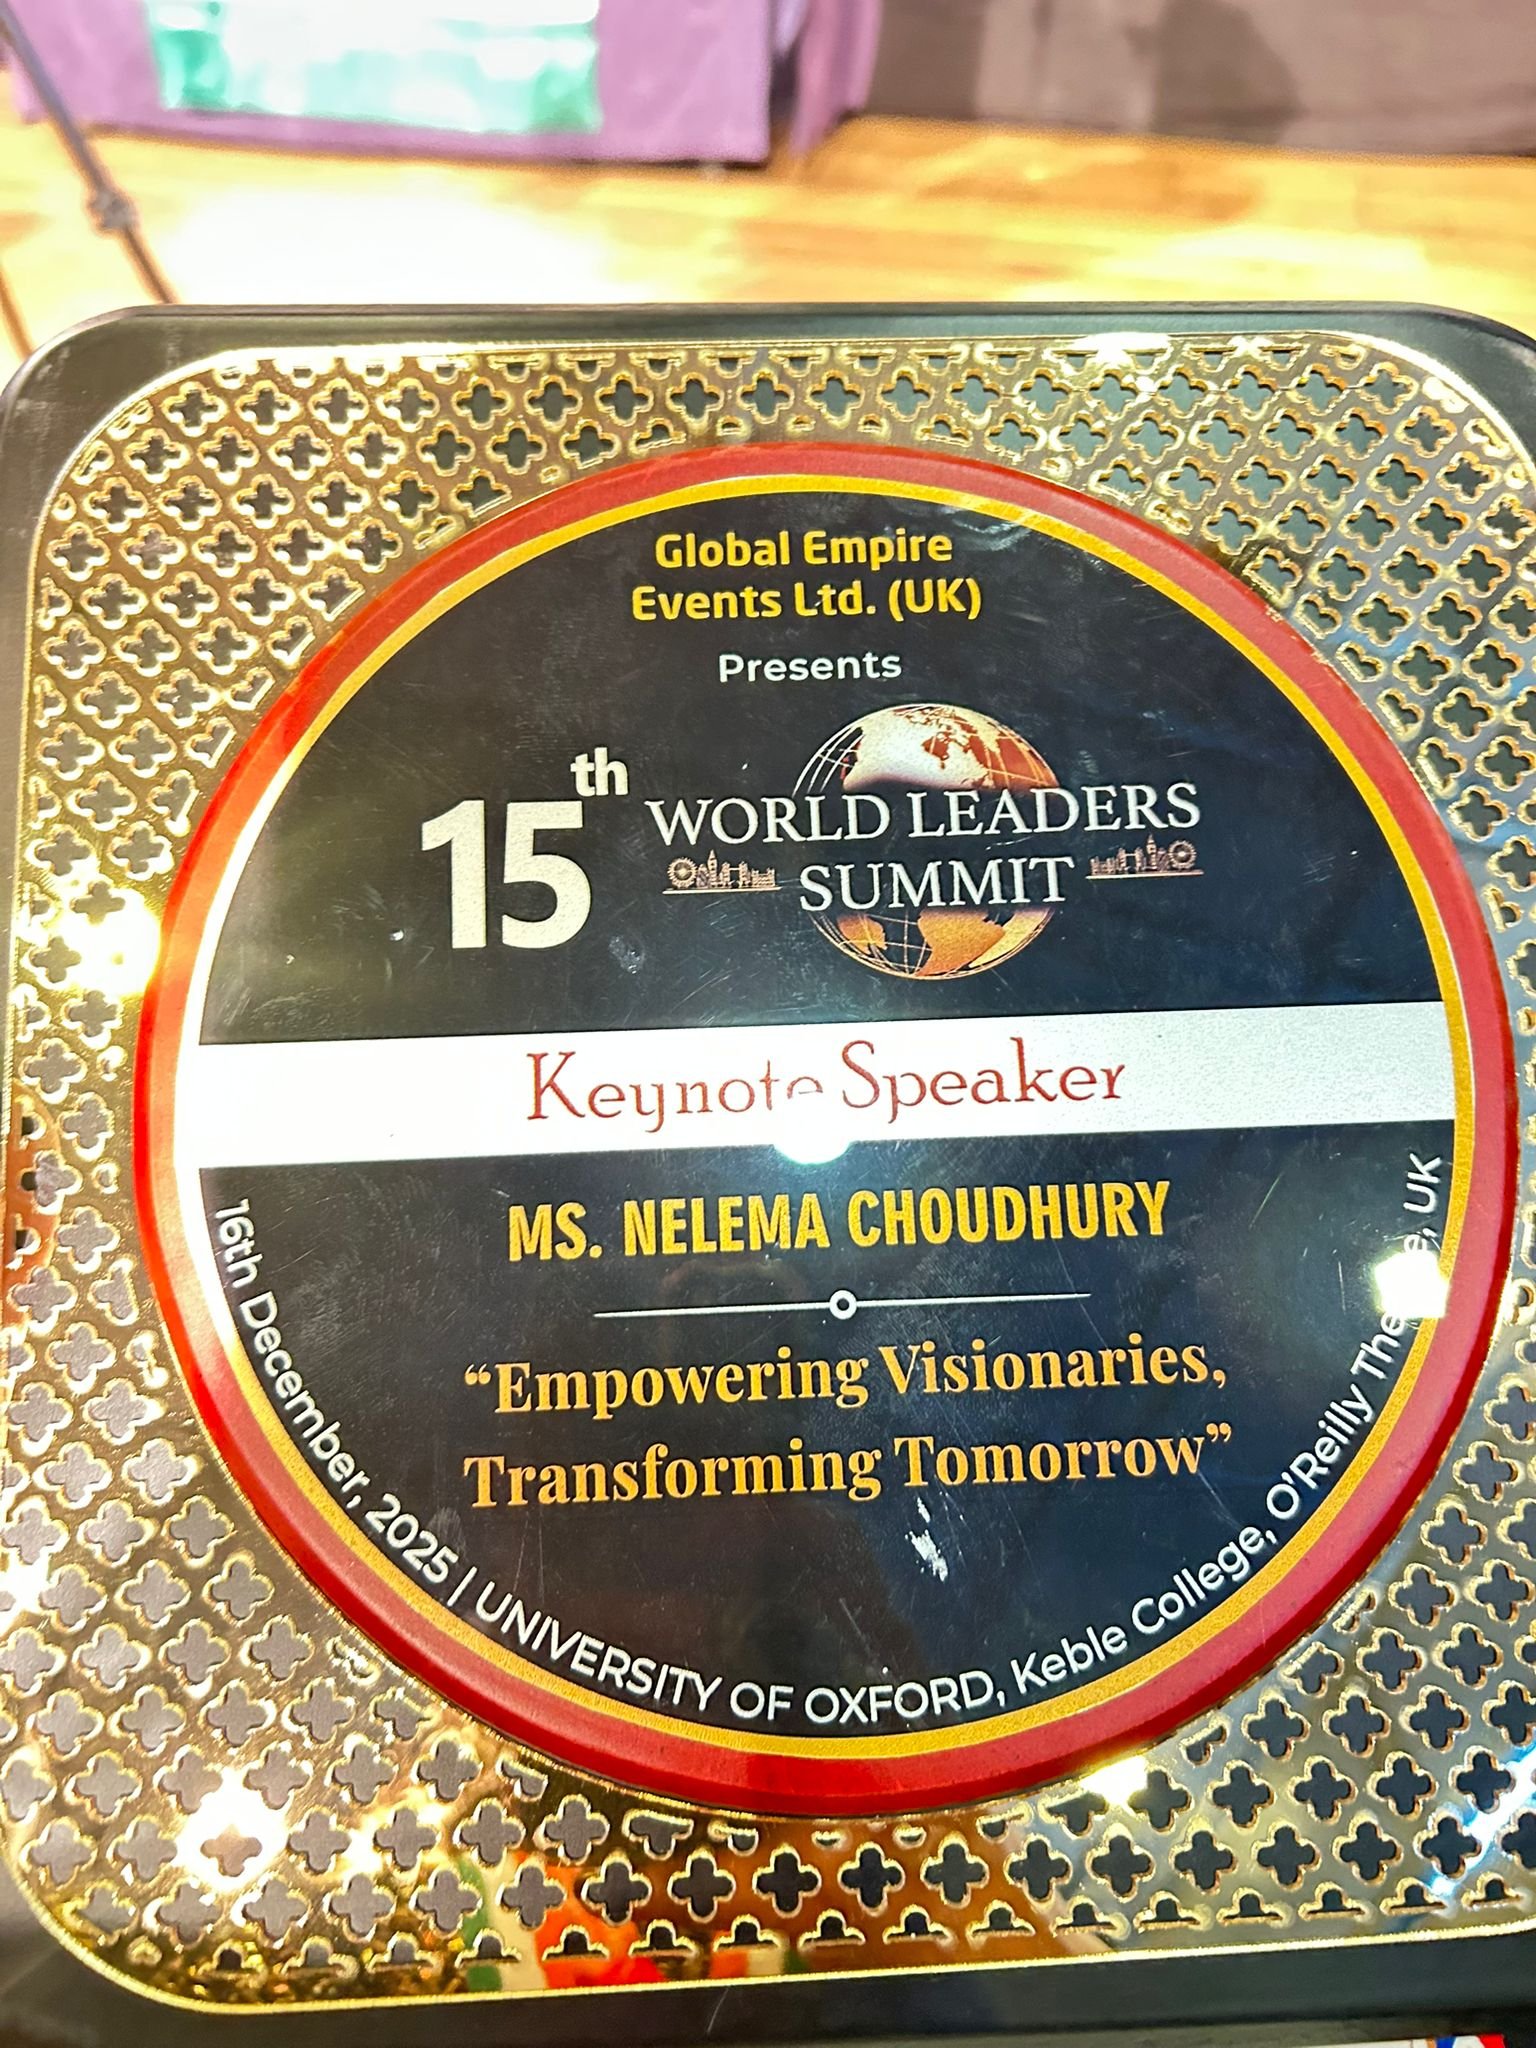 Global Empire
Events Ltd. (UK)
Presents
15th WORLD LEADERS
SUMMIT
Keynote Speaker
MS. NELEMA CHOUDHURY
“Empowering Visionaries,
Transforming Tomorrow”
16th December, 2025 | UNIVERSITY OF OXFORD, Keble College, O'Reilly UK